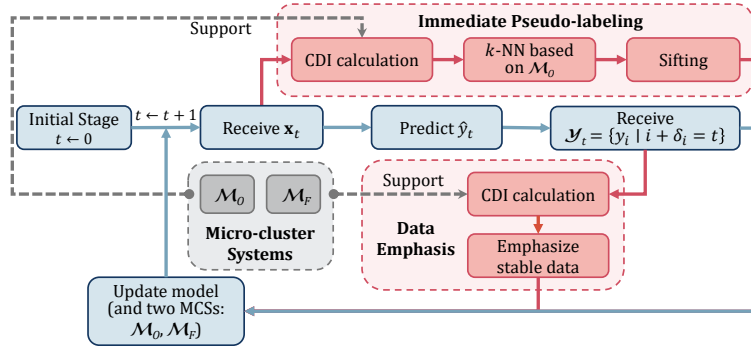 Immediate Pseudo-labeling
Support
CDI calculation
k-NN based
on 𝓜_O
Sifting
Initial Stage
t ← 0
t ← t + 1
Receive 𝐱_t
Predict ŷ_t
Receive
𝓨_t = {y_i | i + δ_i = t}
𝓜_O
𝓜_F
Micro-cluster
Systems
Support
CDI calculation
Data
Emphasis
Emphasize
stable data
Update model
(and two MCSs:
𝓜_O, 𝓜_F)